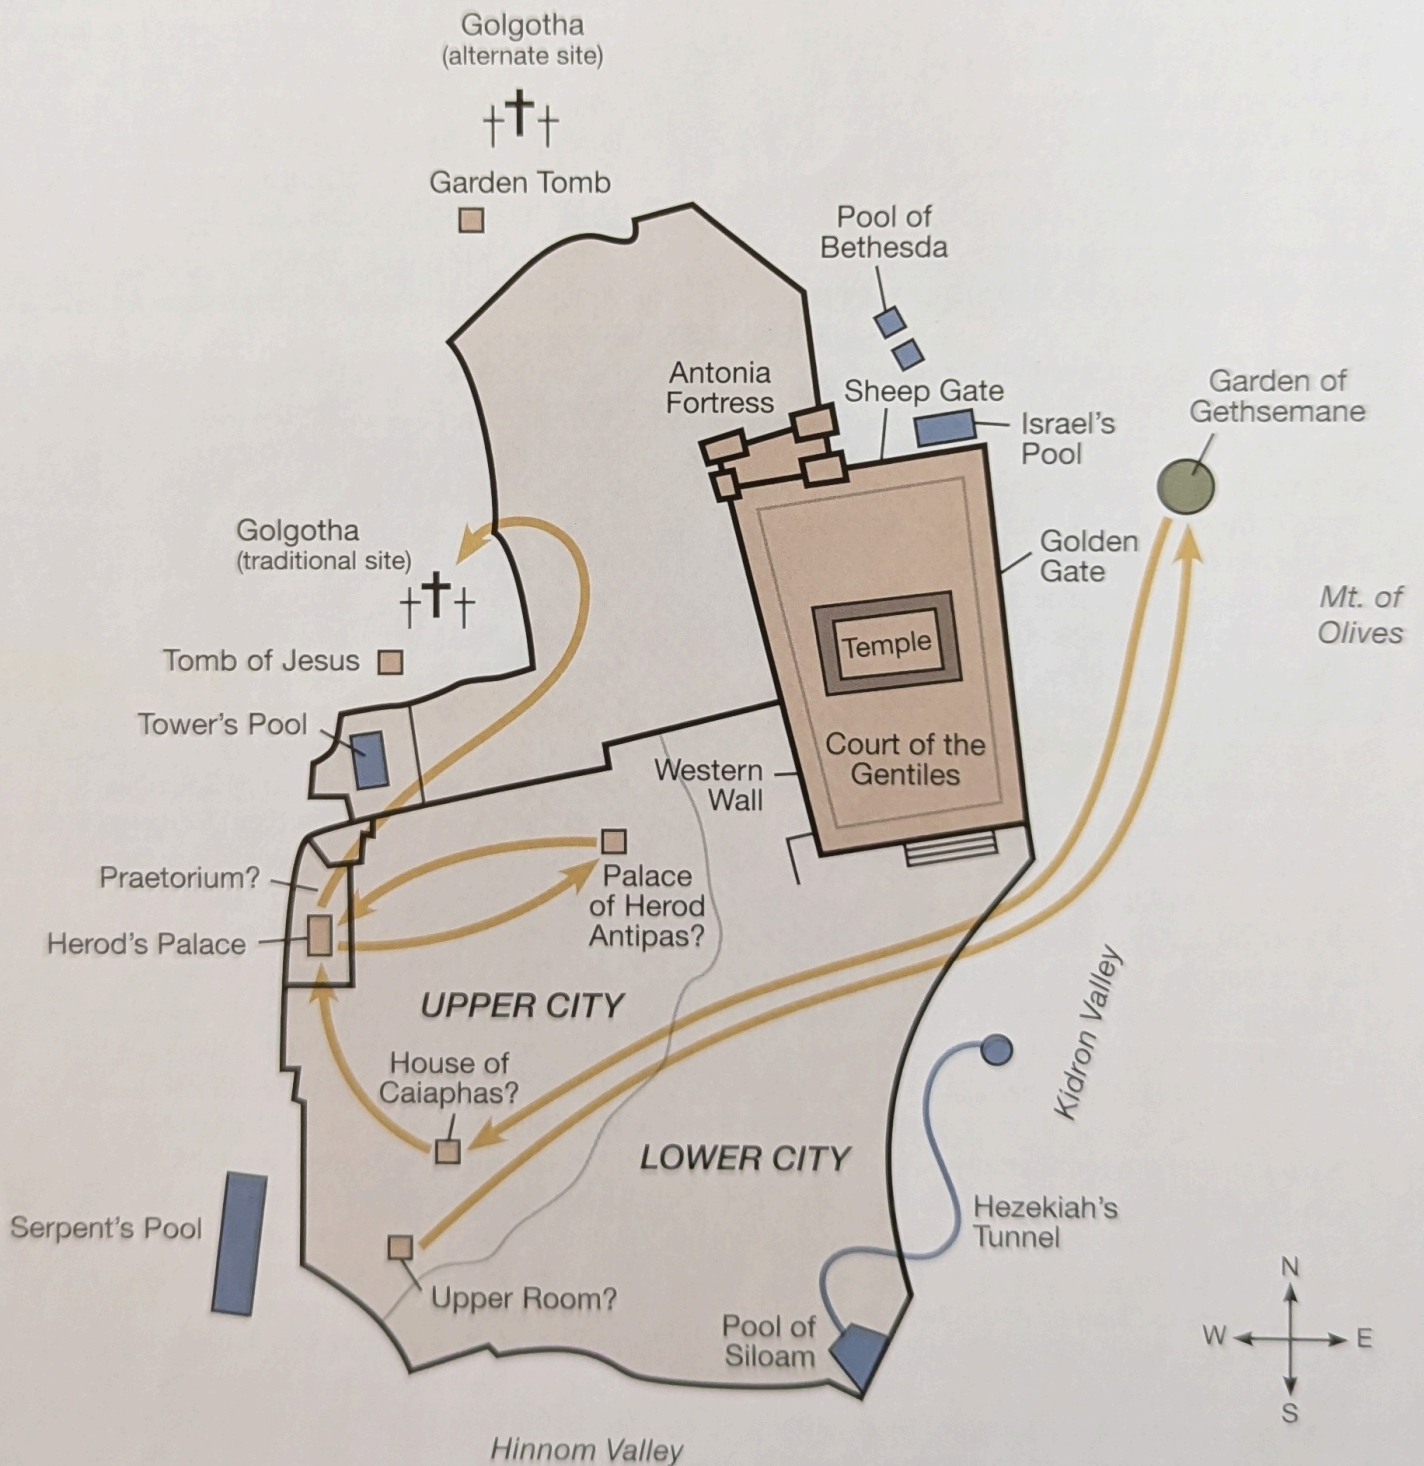 Golgotha
(alternate site)
Garden Tomb
Pool of
Bethesda
Antonia
Fortress
Sheep Gate
Israel's
Pool
Garden of
Gethsemane
Golgotha
(traditional site)
Golden
Gate
Mt. of
Olives
Temple
Tomb of Jesus
Tower's Pool
Court of the
Gentiles
Western
Wall
Praetorium?
Palace
of Herod
Antipas?
Herod's Palace
UPPER CITY
Kidron Valley
House of
Caiaphas?
LOWER CITY
Serpent's Pool
Hezekiah's
Tunnel
Upper Room?
Pool of
Siloam
N
W
E
S
Hinnom Valley